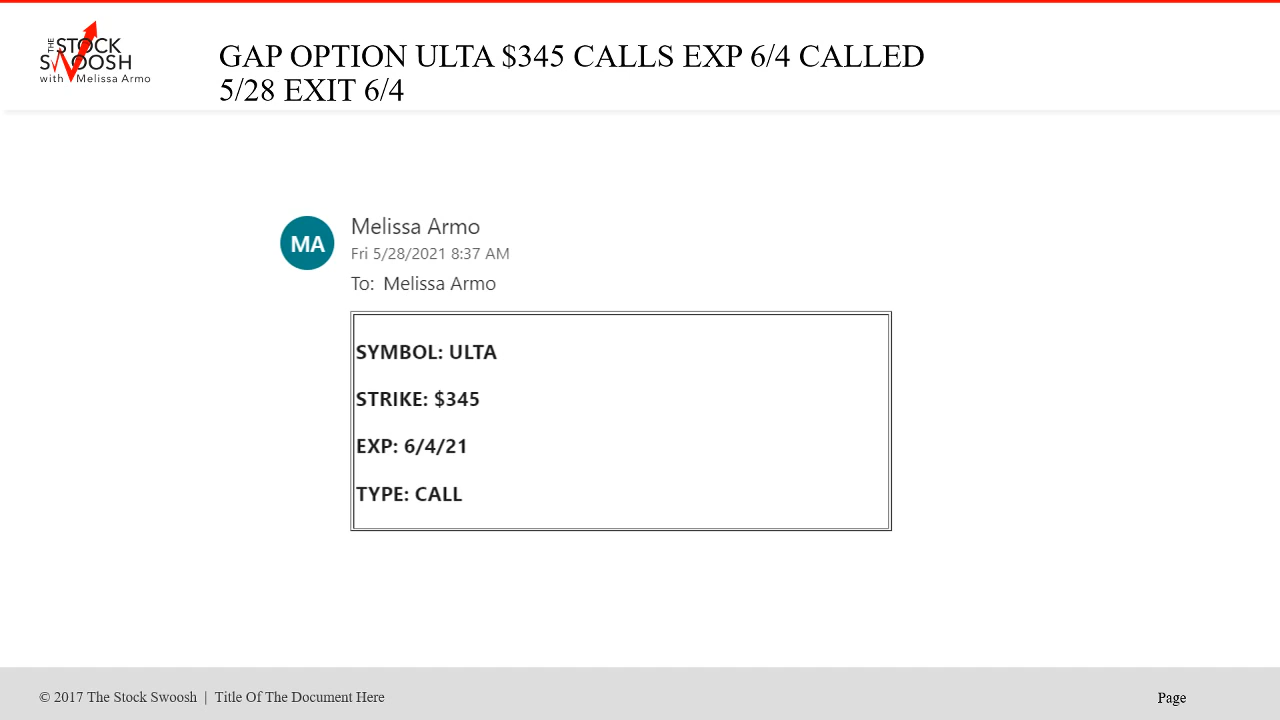 THE
STOCK
SWOOSH
with Melissa Armo
GAP OPTION ULTA $345 CALLS EXP 6/4 CALLED
5/28 EXIT 6/4
MA
Melissa Armo
Fri 5/28/2021 8:37 AM
To: Melissa Armo
SYMBOL: ULTA
STRIKE: $345
EXP: 6/4/21
TYPE: CALL
© 2017 The Stock Swoosh | Title Of The Document Here
Page